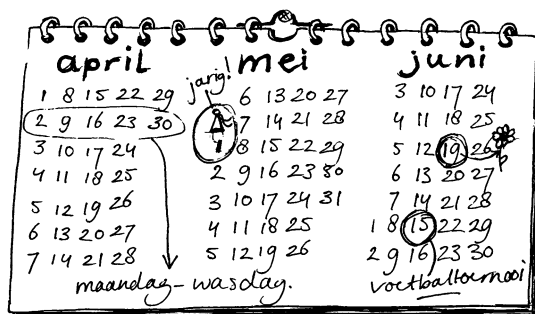 april
1 8 15 22 29
2 9 16 23 30
3 10 17 24
4 11 18 25
5 12 19 26
6 13 20 27
7 14 21 28
maandag - wasdag.
jarig!
mei
6 13 20 27
7 14 21 28
1 8 15 22 29
2 9 16 23 30
3 10 17 24 31
4 11 18 25
5 12 19 26
juni
3 10 17 24
4 11 18 25
5 12 19 26
6 13 20 27
7 14 21 28
1 8 15 22 29
2 9 16 23 30
voetbaltoernooi